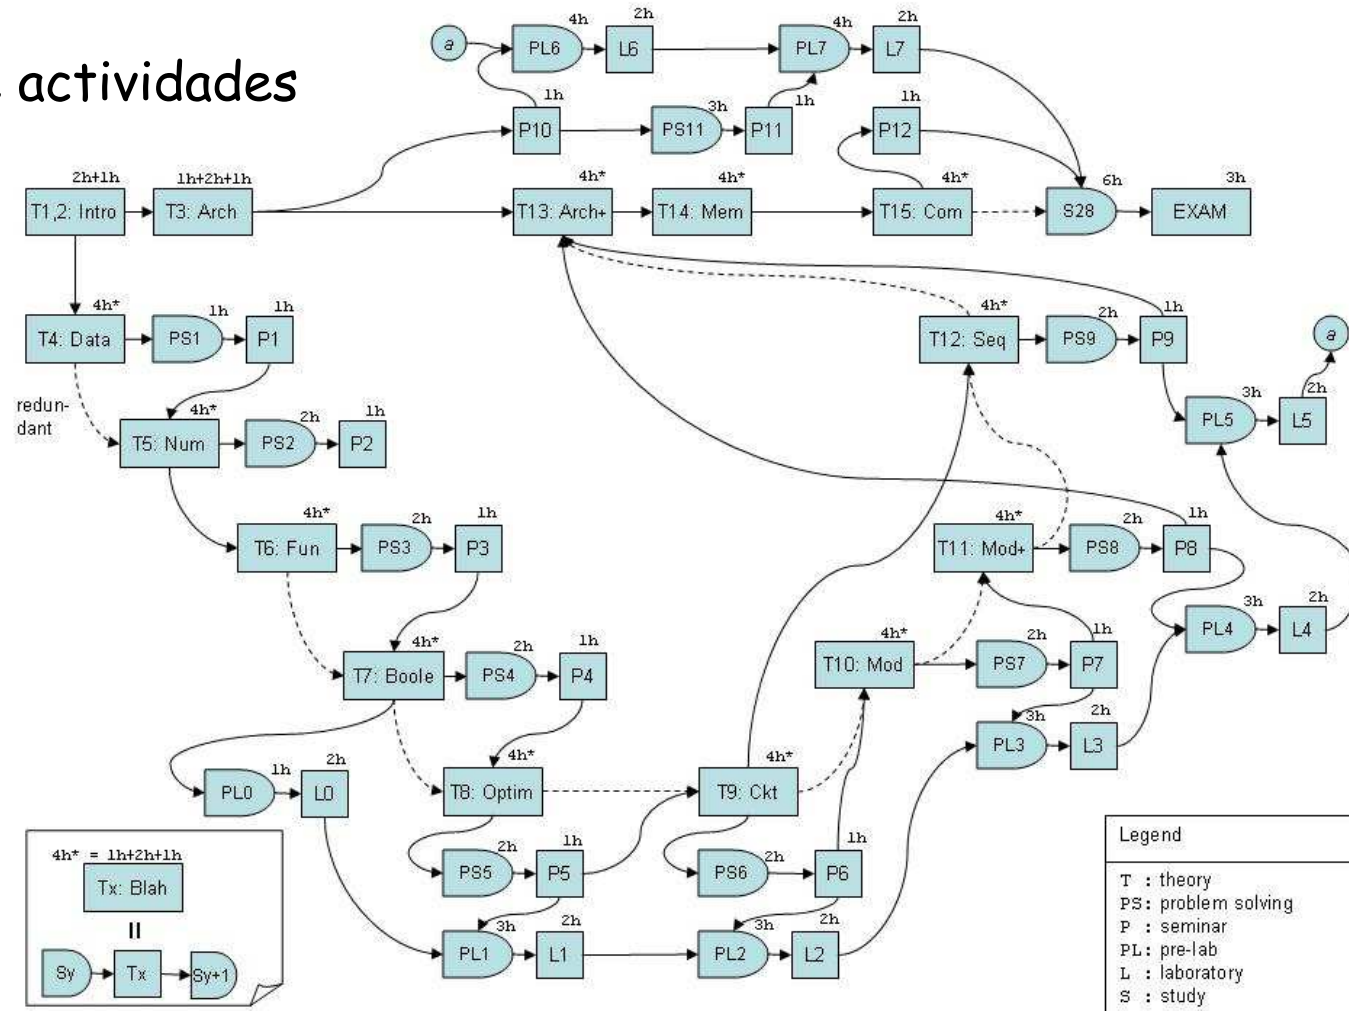 actividades
a
4h
PL6
2h
L6
4h
PL7
2h
L7
1h
P10
3h
PS11
1h
P11
1h
P12
2h+1h
T1,2: Intro
1h+2h+1h
T3: Arch
4h*
T13: Arch+
4h*
T14: Mem
4h*
T15: Com
6h
S28
3h
EXAM
4h*
T4: Data
1h
PS1
1h
P1
4h*
T12: Seq
2h
PS9
1h
P9
a
redun-
dant
4h*
T5: Num
2h
PS2
1h
P2
3h
PL5
2h
L5
4h*
T6: Fun
2h
PS3
1h
P3
4h*
T11: Mod+
2h
PS8
1h
P8
3h
PL4
2h
L4
4h*
T7: Boole
2h
PS4
1h
P4
4h*
T10: Mod
2h
PS7
1h
P7
3h
PL3
2h
L3
1h
PL0
2h
L0
4h*
T8: Optim
4h*
T9: Ckt
2h
PS5
1h
P5
2h
PS6
1h
P6
3h
PL1
2h
L1
3h
PL2
2h
L2
4h* = 1h+2h+1h
Tx: Blah
=
Sy
Tx
Sy+1
Legend
T : theory
PS: problem solving
P : seminar
PL: pre-lab
L : laboratory
S : study